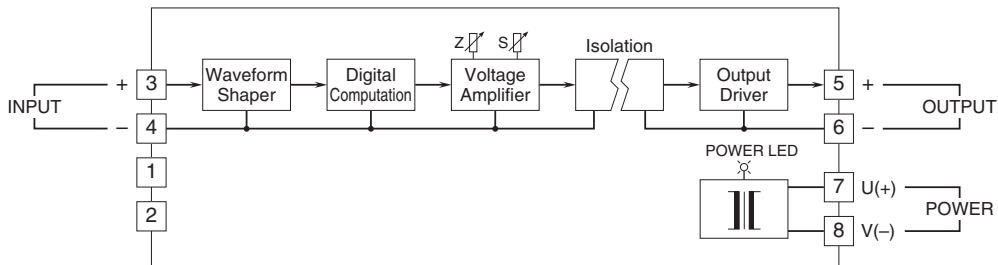 Z S
Isolation
+ 3
Waveform
Shaper
Digital
Computation
Voltage
Amplifier
Output
Driver
5 +
INPUT
OUTPUT
– 4
6 –
1
POWER LED
7 U(+)
2
POWER
8 V(–)